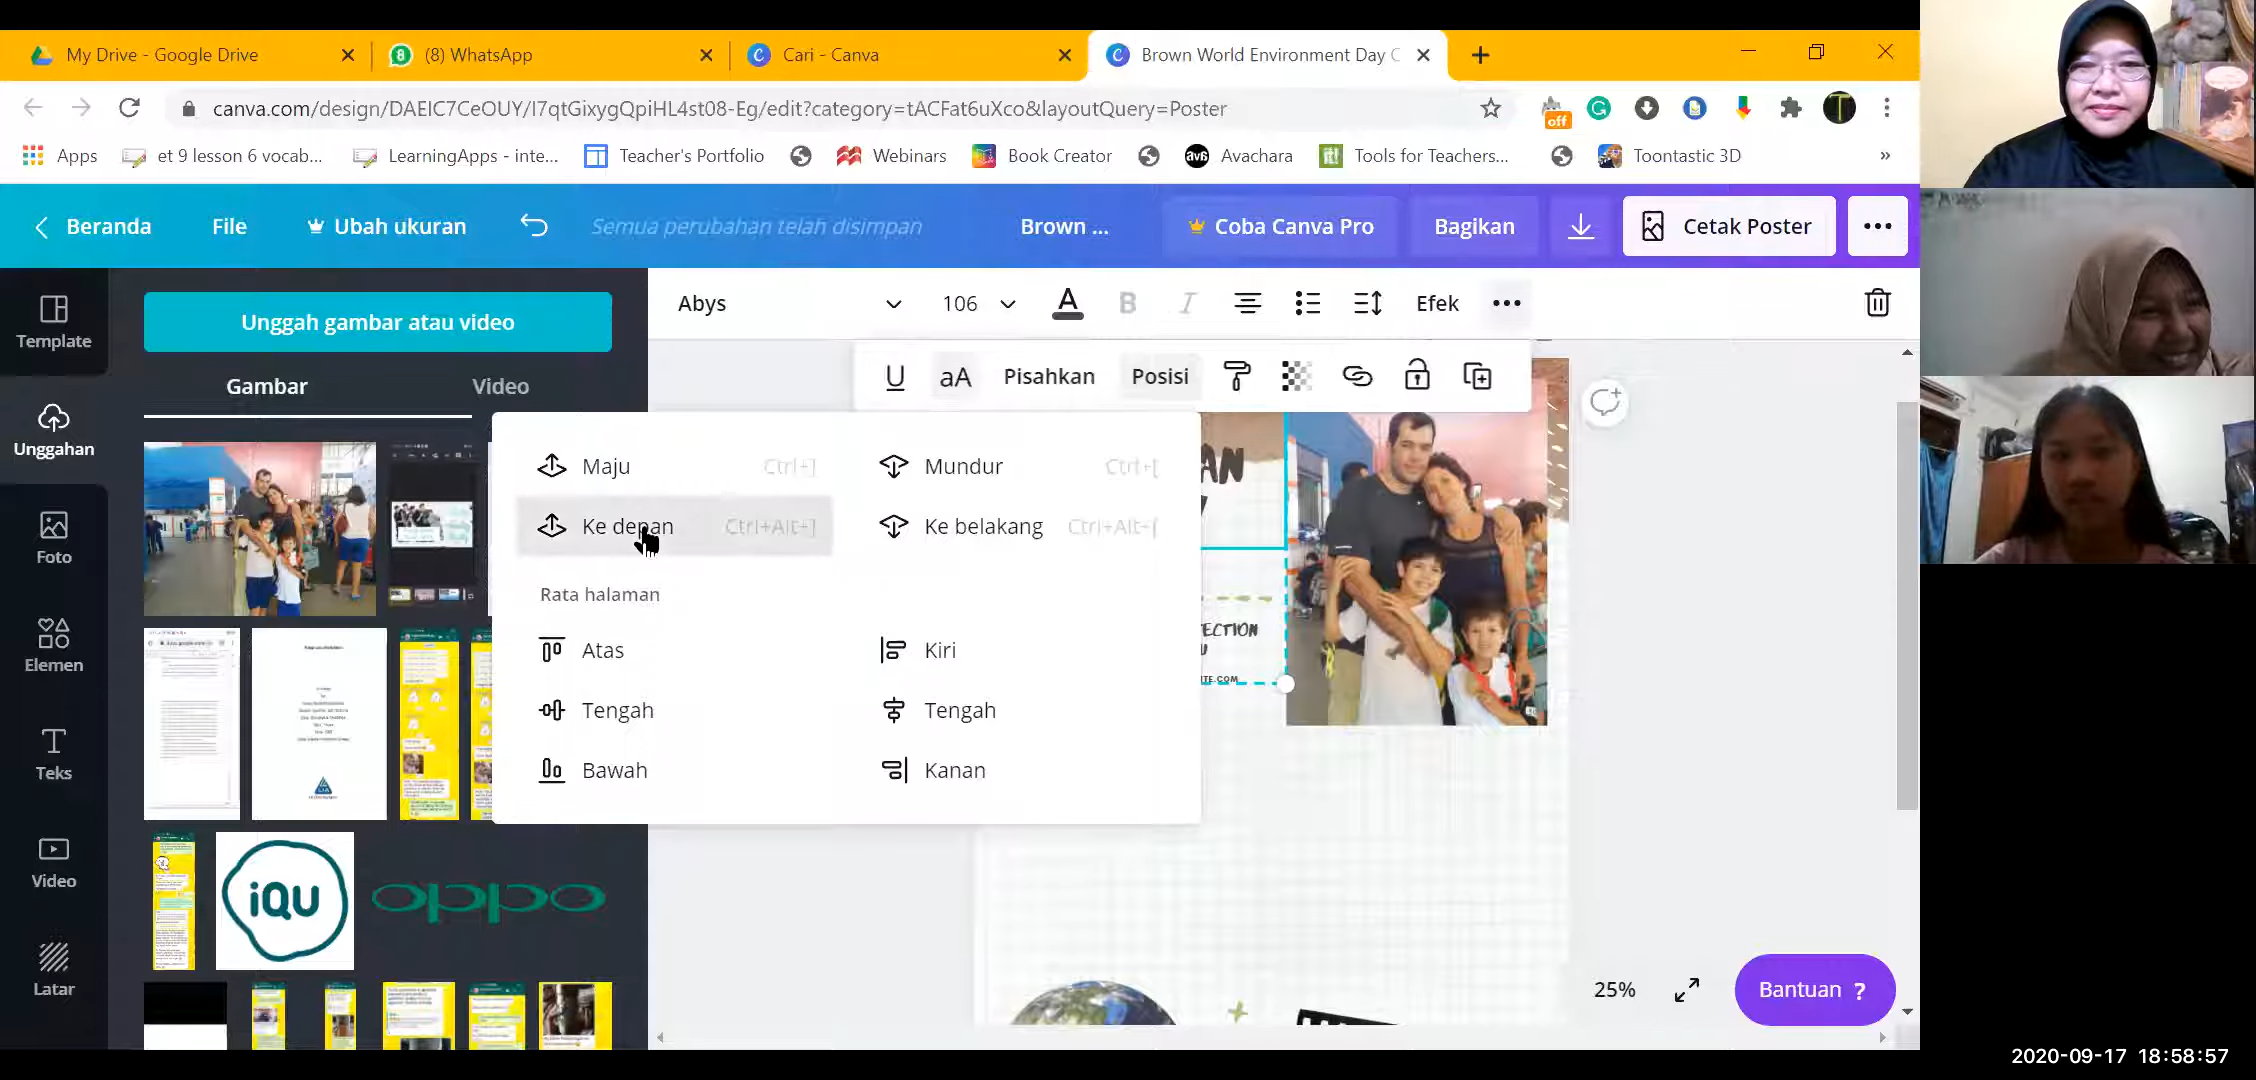 My Drive - Google Drive
(8) WhatsApp
Cari - Canva
Brown World Environment Day C
canva.com/design/DAEIC7CeOUY/I7qtGixygQpiHL4st08-Eg/edit?category=tACFat6uXco&layoutQuery=Poster
off
Apps
et 9 lesson 6 vocab...
LearningApps - inte...
Teacher's Portfolio
Webinars
Book Creator
Avachara
Tools for Teachers...
Toontastic 3D
»
Beranda
File
Ubah ukuran
Semua perubahan telah disimpan
Brown ...
Coba Canva Pro
Bagikan
Cetak Poster
Template
Unggahan
Foto
Elemen
Teks
Video
Latar
Unggah gambar atau video
Gambar
Video
iQU
oppo
Abys
106
A
B
I
Efek
U
aA
Pisahkan
Posisi
Maju Ctrl+]
Mundur Ctrl+[
Ke depan Ctrl+Alt+]
Ke belakang Ctrl+Alt+[
Rata halaman
Atas
Kiri
Tengah
Tengah
Bawah
Kanan
AN
ECTION
U
TE.COM
25%
Bantuan ?
2020-09-17 18:58:57